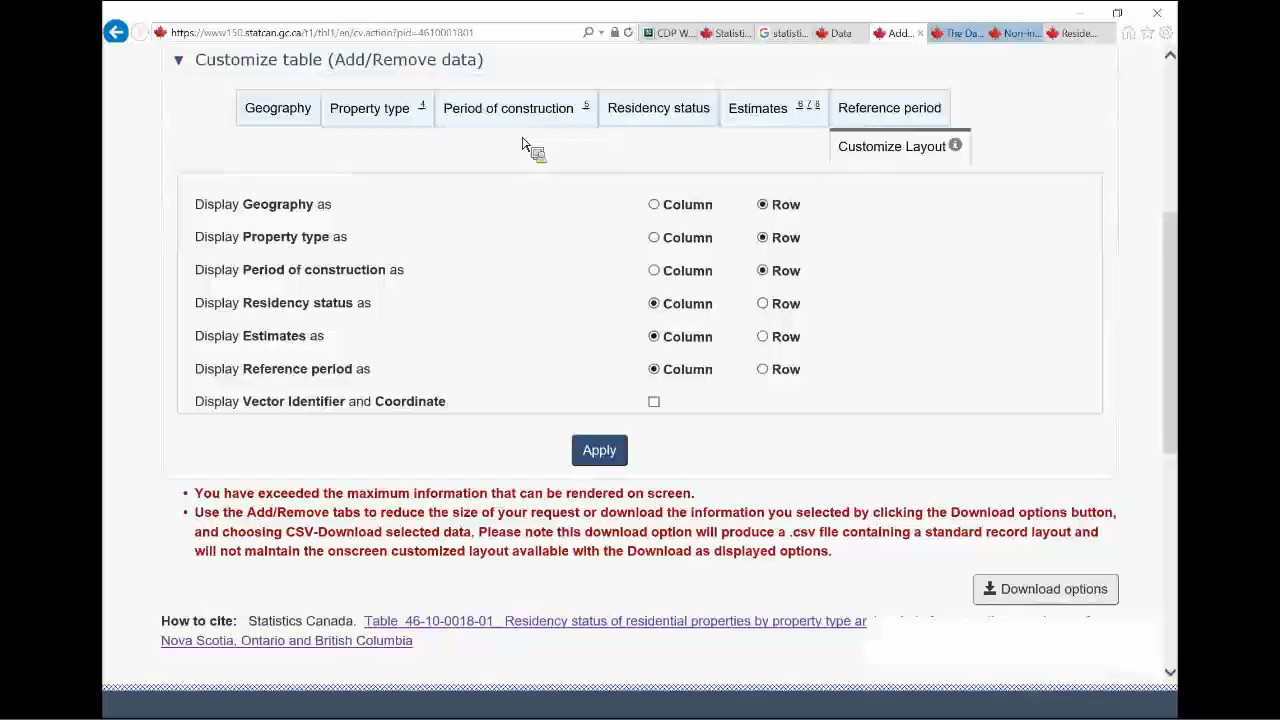 https://www150.statcan.gc.ca/t1/tbl1/en/cv.action?pid=4610001801
CDP W...
Statisti...
statisti...
Data
Add...
The Da...
Non-in...
Reside...
Customize table (Add/Remove data)
Geography
Property type 4
Period of construction 5
Residency status
Estimates 6 / 8
Reference period
Customize Layout
Display Geography as Column Row
Display Property type as Column Row
Display Period of construction as Column Row
Display Residency status as Column Row
Display Estimates as Column Row
Display Reference period as Column Row
Display Vector Identifier and Coordinate
Apply
• You have exceeded the maximum information that can be rendered on screen.
• Use the Add/Remove tabs to reduce the size of your request or download the information you selected by clicking the Download options button,
and choosing CSV-Download selected data. Please note this download option will produce a .csv file containing a standard record layout and
will not maintain the onscreen customized layout available with the Download as displayed options.
Download options
How to cite: Statistics Canada. Table 46-10-0018-01 Residency status of residential properties by property type
Nova Scotia, Ontario and British Columbia